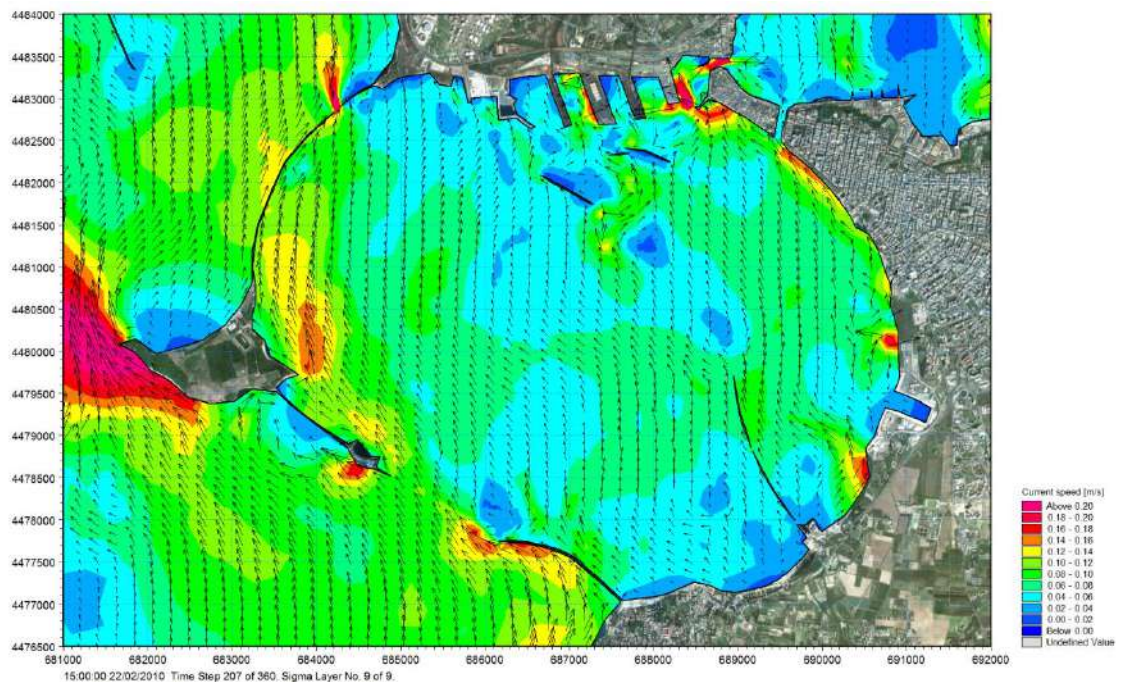 4484000
4483500
4483000
4482500
4482000
4481500
4481000
4480500
4480000
4479500
4479000
4478500
4478000
4477500
4477000
4476500
681000 682000 683000 684000 685000 686000 687000 688000 689000 690000 691000 692000
15:00:00 22/02/2010 Time Step 207 of 360. Sigma Layer No. 9 of 9.
Current speed [m/s]
Above 0.20
0.18 - 0.20
0.16 - 0.18
0.14 - 0.16
0.12 - 0.14
0.10 - 0.12
0.08 - 0.10
0.06 - 0.08
0.04 - 0.06
0.02 - 0.04
0.00 - 0.02
Below 0.00
Undefined Value